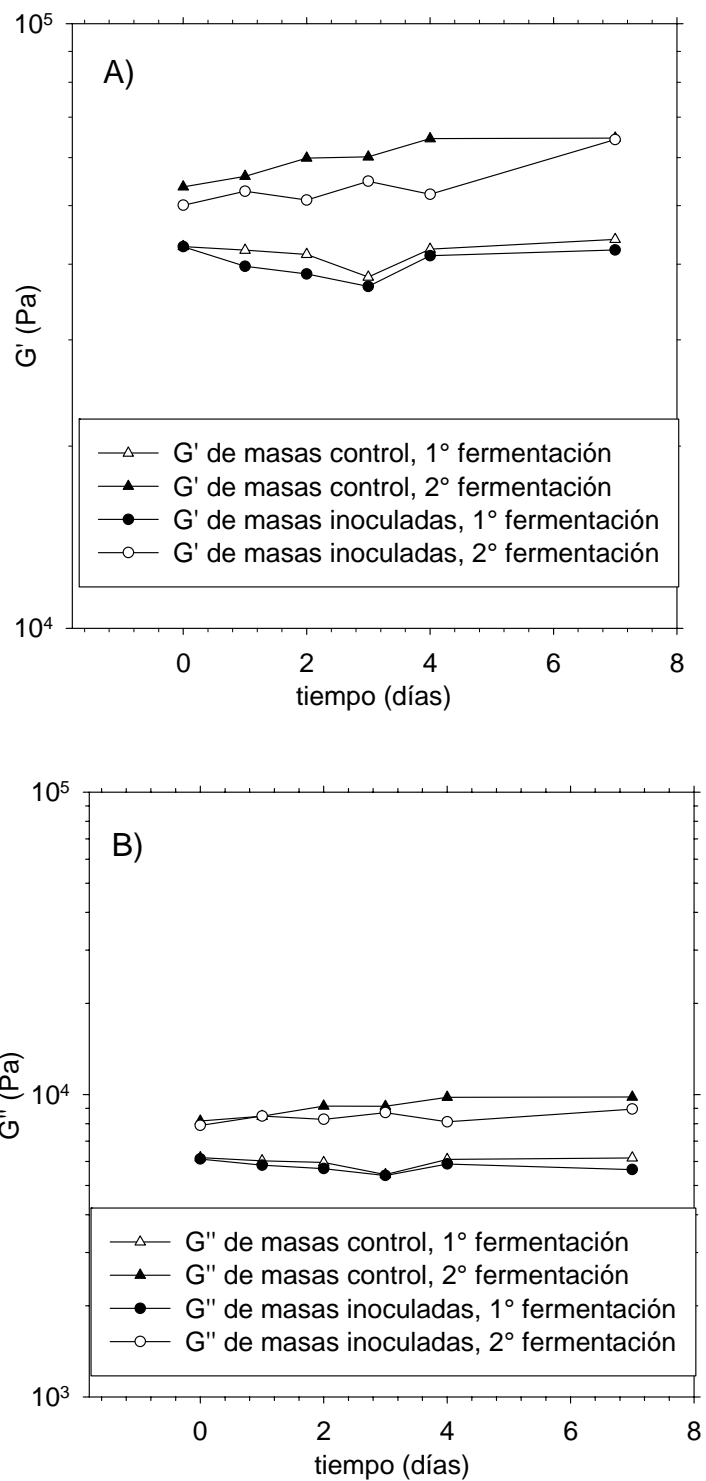 10⁵
A)
G' (Pa)
G' de masas control, 1° fermentación
G' de masas control, 2° fermentación
G' de masas inoculadas, 1° fermentación
G' de masas inoculadas, 2° fermentación
10⁴
0 2 4 6 8
tiempo (días)
10⁵
B)
10⁴
G'' (Pa)
G'' de masas control, 1° fermentación
G'' de masas control, 2° fermentación
G'' de masas inoculadas, 1° fermentación
G'' de masas inoculadas, 2° fermentación
10³
0 2 4 6 8
tiempo (días)